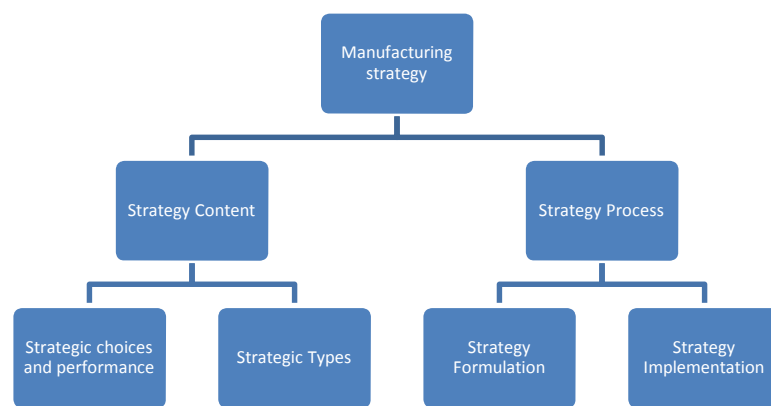 Manufacturing
strategy
Strategy Content
Strategy Process
Strategic choices
and performance
Strategic Types
Strategy
Formulation
Strategy
Implementation